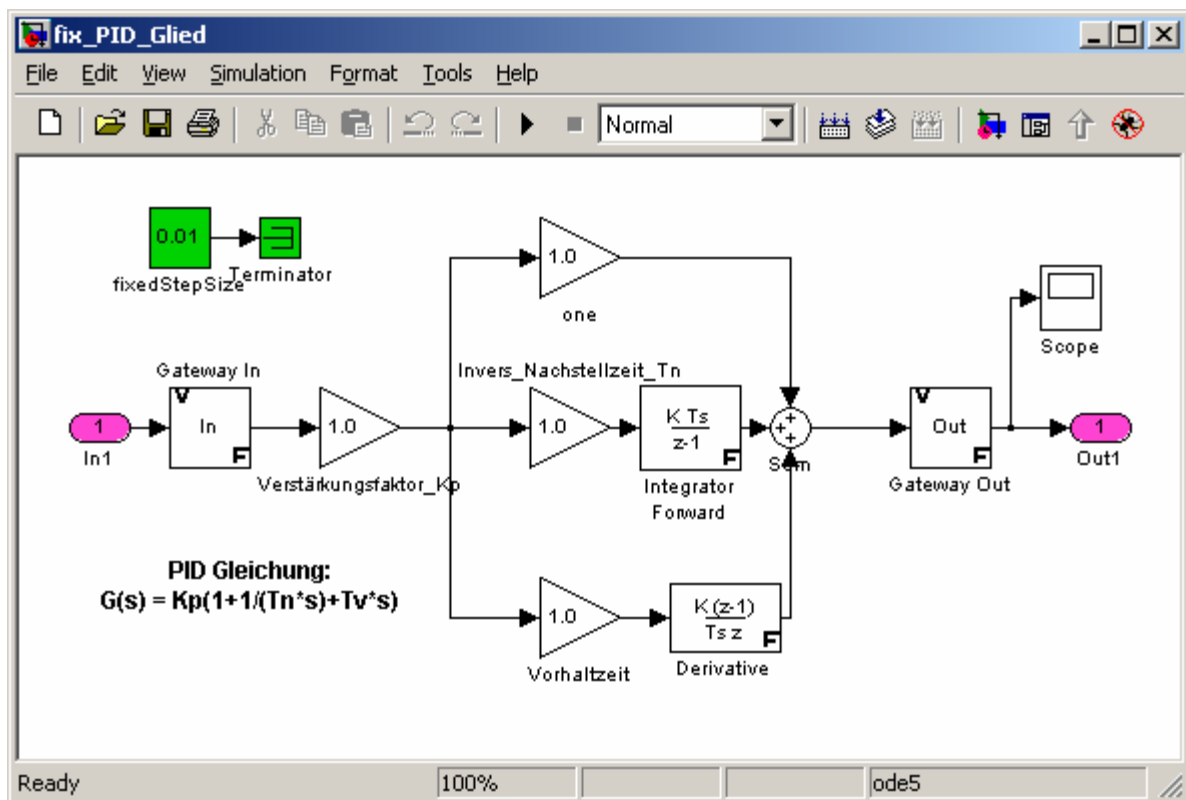 fix_PID_Glied
File Edit View Simulation Format Tools Help
Normal
0.01
fixedStepSize
Terminator
1.0
one
Scope
Gateway In
Invers_Nachstellzeit_Tn
1
In1
V
In
F
1.0
Verstärkungsfaktor_Kp
1.0
K Ts
z-1
F
Integrator
Forward
Sum
V
Out
F
Gateway Out
1
Out1
PID Gleichung:
G(s) = Kp(1+1/(Tn*s)+Tv*s)
1.0
Vorhaltzeit
K (z-1)
Ts z
F
Derivative
Ready 100% ode5